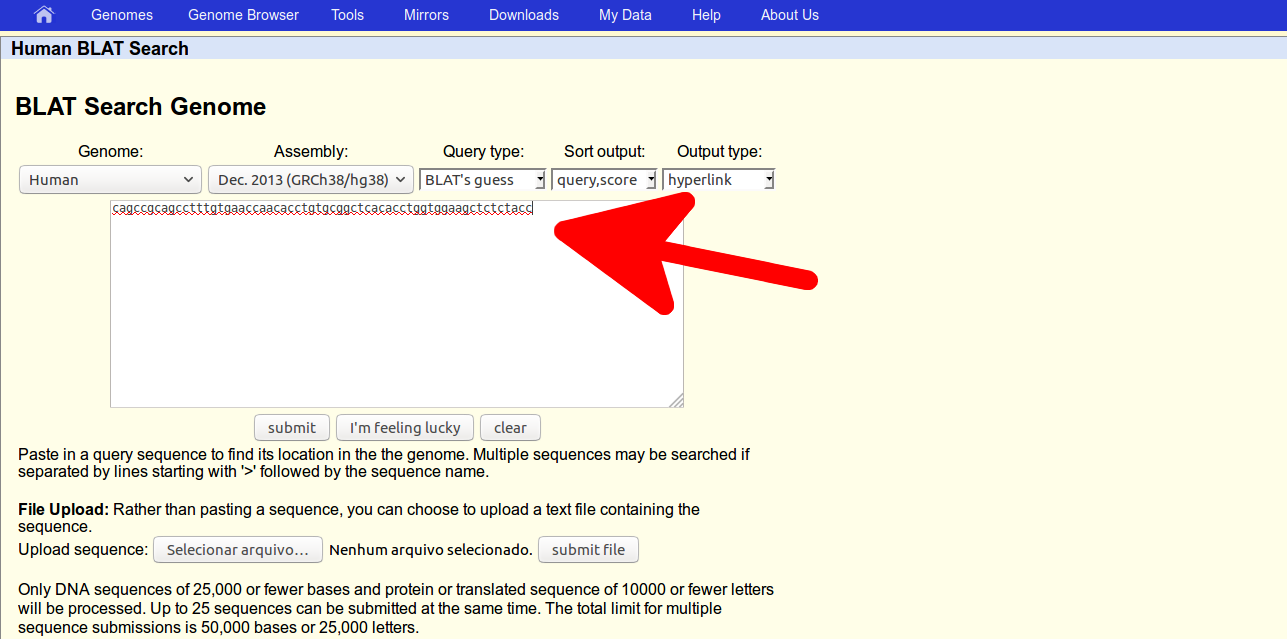 Genomes Genome Browser Tools Mirrors Downloads My Data Help About Us
Human BLAT Search
BLAT Search Genome
Genome: Assembly: Query type: Sort output: Output type:
Human Dec. 2013 (GRCh38/hg38) BLAT's guess query,score hyperlink
cagccgcagcctttgtgaaccaacacctgtgcggctcacacctggtggaagctctctacc
submit I'm feeling lucky clear
Paste in a query sequence to find its location in the the genome. Multiple sequences may be searched if
separated by lines starting with '>' followed by the sequence name.
File Upload: Rather than pasting a sequence, you can choose to upload a text file containing the
sequence.
Upload sequence: Selecionar arquivo... Nenhum arquivo selecionado. submit file
Only DNA sequences of 25,000 or fewer bases and protein or translated sequence of 10000 or fewer letters
will be processed. Up to 25 sequences can be submitted at the same time. The total limit for multiple
sequence submissions is 50,000 bases or 25,000 letters.